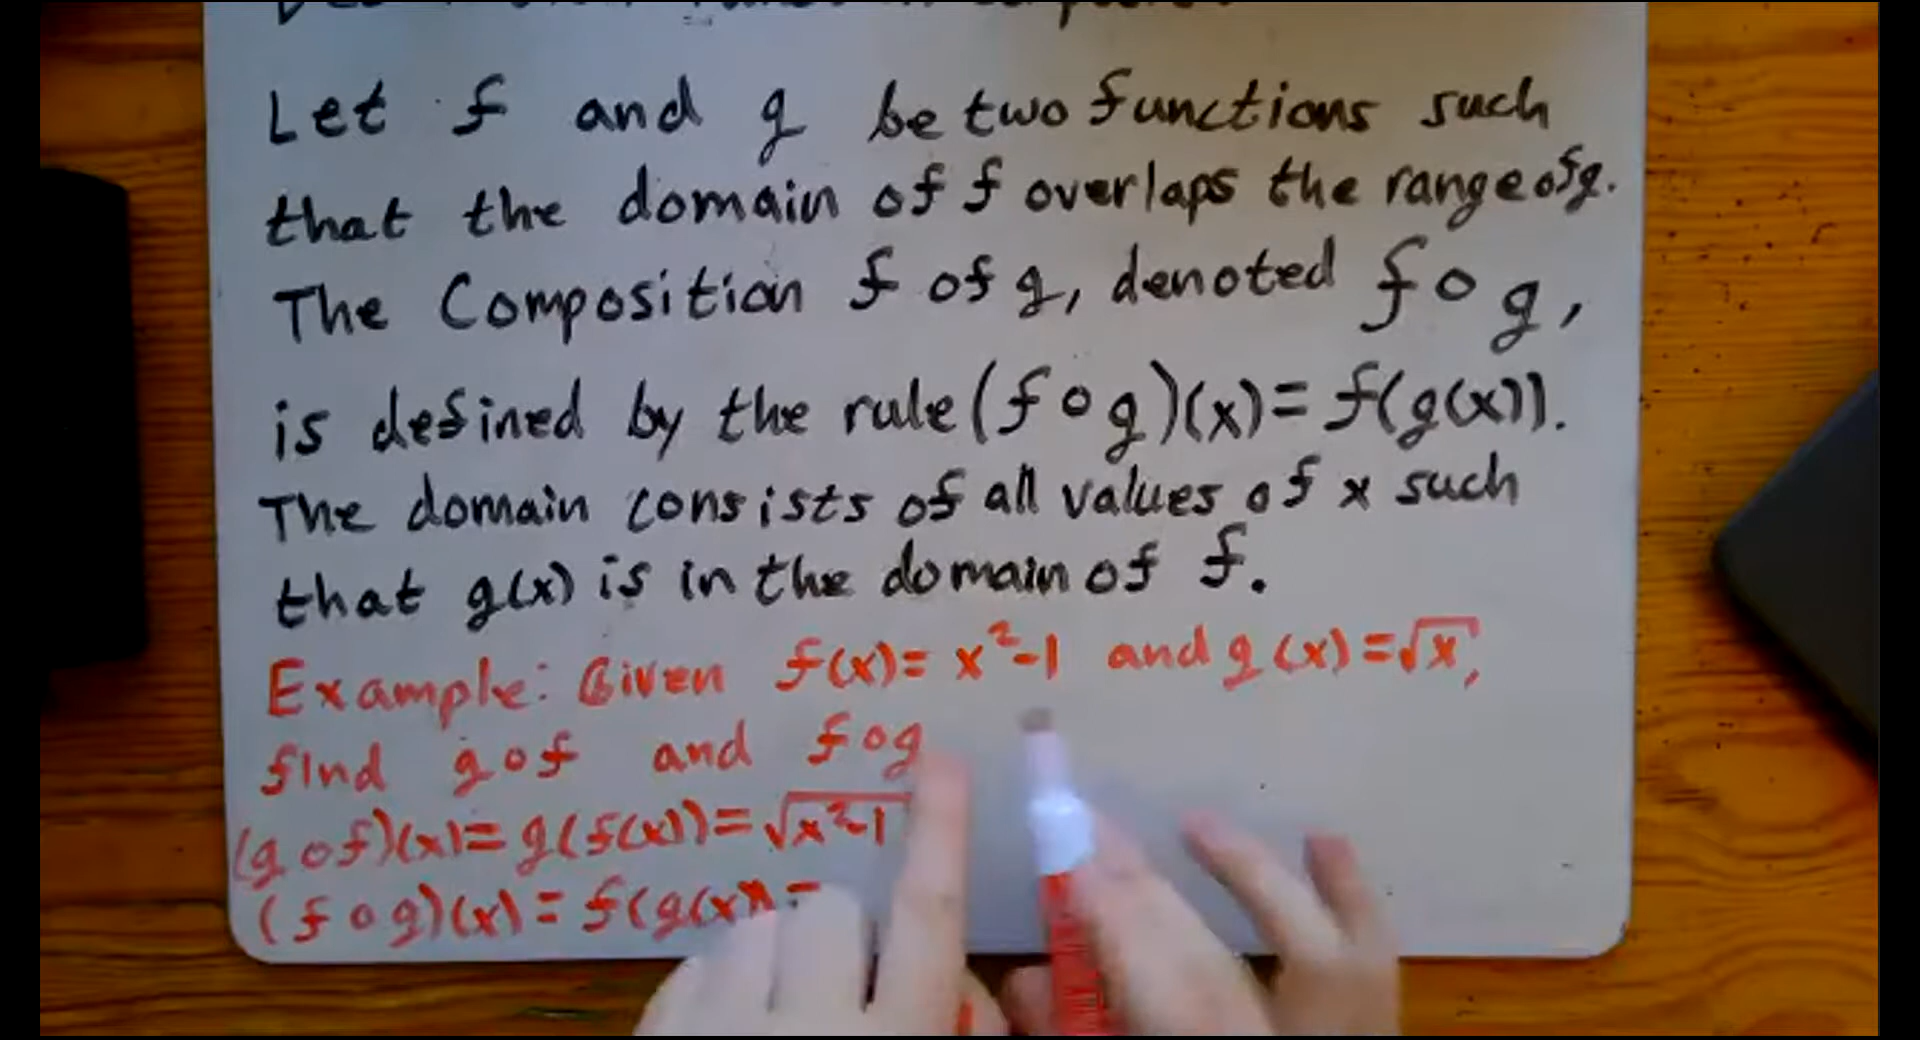 Let f and g be two functions such
that the domain of f overlaps the range of g.
The Composition f of g, denoted f ∘ g,
is defined by the rule (f ∘ g)(x) = f(g(x)).
The domain consists of all values of x such
that g(x) is in the domain of f.
Example: Given f(x) = x² - 1 and g(x) = √x,
find g∘f and f∘g
(g∘f)(x) = g(f(x)) = √x²-1
(f∘g)(x) = f(g(x)) =